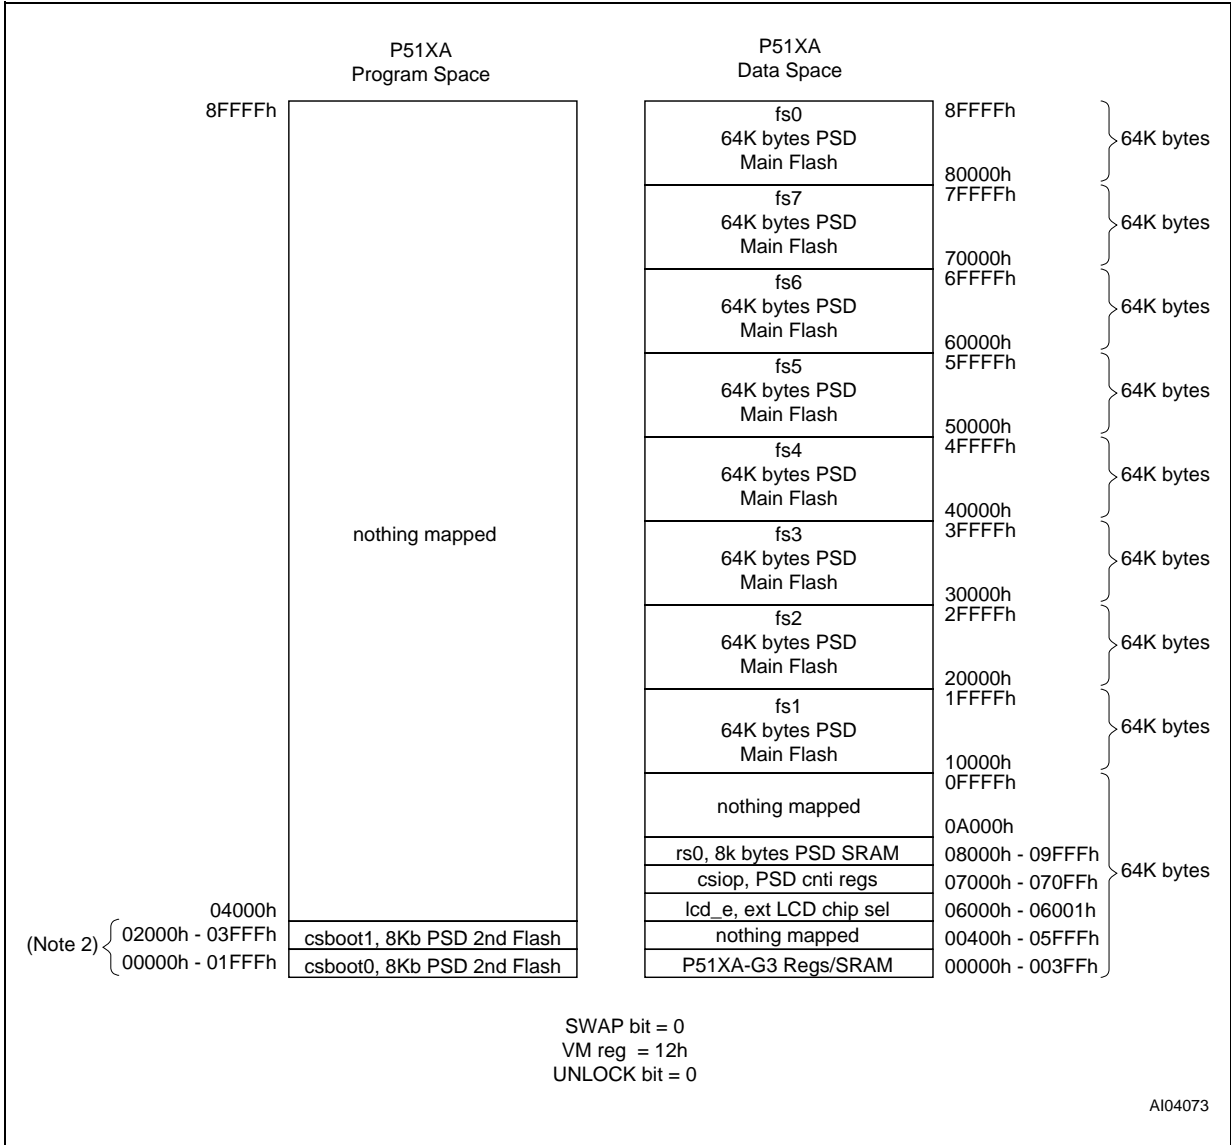 P51XA
Program Space
8FFFFh
nothing mapped
04000h
(Note 2)
02000h - 03FFFh
csboot1, 8Kb PSD 2nd Flash
00000h - 01FFFh
csboot0, 8Kb PSD 2nd Flash
P51XA
Data Space
fs0
64K bytes PSD
Main Flash
8FFFFh
80000h
64K bytes
fs7
64K bytes PSD
Main Flash
7FFFFh
70000h
64K bytes
fs6
64K bytes PSD
Main Flash
6FFFFh
60000h
64K bytes
fs5
64K bytes PSD
Main Flash
5FFFFh
50000h
64K bytes
fs4
64K bytes PSD
Main Flash
4FFFFh
40000h
64K bytes
fs3
64K bytes PSD
Main Flash
3FFFFh
30000h
64K bytes
fs2
64K bytes PSD
Main Flash
2FFFFh
20000h
64K bytes
fs1
64K bytes PSD
Main Flash
1FFFFh
10000h
64K bytes
nothing mapped
0FFFFh
0A000h
rs0, 8k bytes PSD SRAM
08000h - 09FFFh
csiop, PSD cnti regs
07000h - 070FFh
64K bytes
lcd_e, ext LCD chip sel
06000h - 06001h
nothing mapped
00400h - 05FFFh
P51XA-G3 Regs/SRAM
00000h - 003FFh
SWAP bit = 0
VM reg = 12h
UNLOCK bit = 0
AI04073